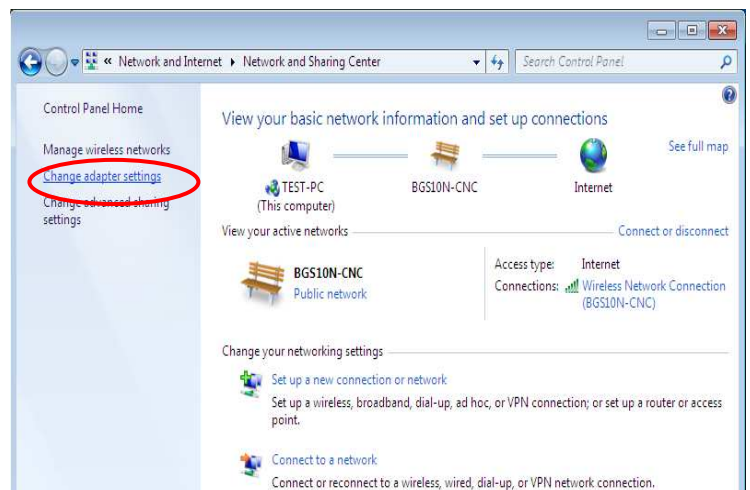 « Network and Internet ▸ Network and Sharing Center
Search Control Panel
Control Panel Home
Manage wireless networks
Change adapter settings
Change advanced sharing
settings
View your basic network information and set up connections
See full map
TEST-PC
(This computer)
BGS10N-CNC
Internet
View your active networks
Connect or disconnect
BGS10N-CNC
Public network
Access type: Internet
Connections: Wireless Network Connection
(BGS10N-CNC)
Change your networking settings
Set up a new connection or network
Set up a wireless, broadband, dial-up, ad hoc, or VPN connection; or set up a router or access
point.
Connect to a network
Connect or reconnect to a wireless, wired, dial-up, or VPN network connection.